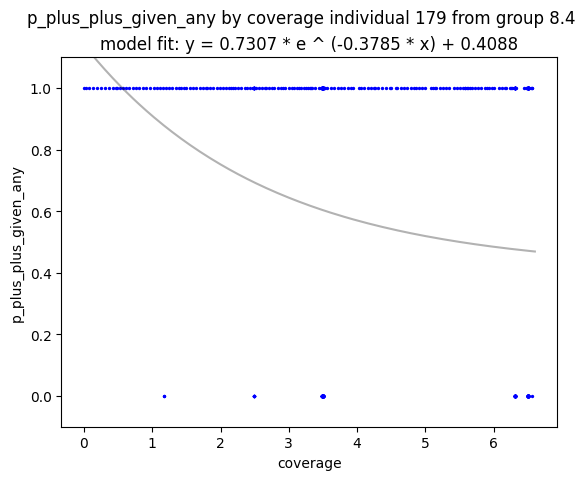 p_plus_plus_given_any by coverage individual 179 from group 8.4
model fit: y = 0.7307 * e ^ (-0.3785 * x) + 0.4088
p_plus_plus_given_any
1.0
0.8
0.6
0.4
0.2
0.0
0 1 2 3 4 5 6
coverage